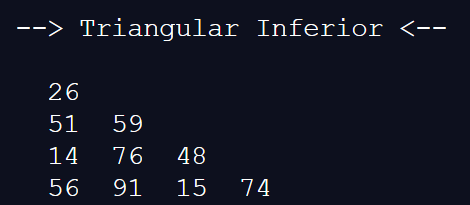 --> Triangular Inferior <--
26
51 59
14 76 48
56 91 15 74